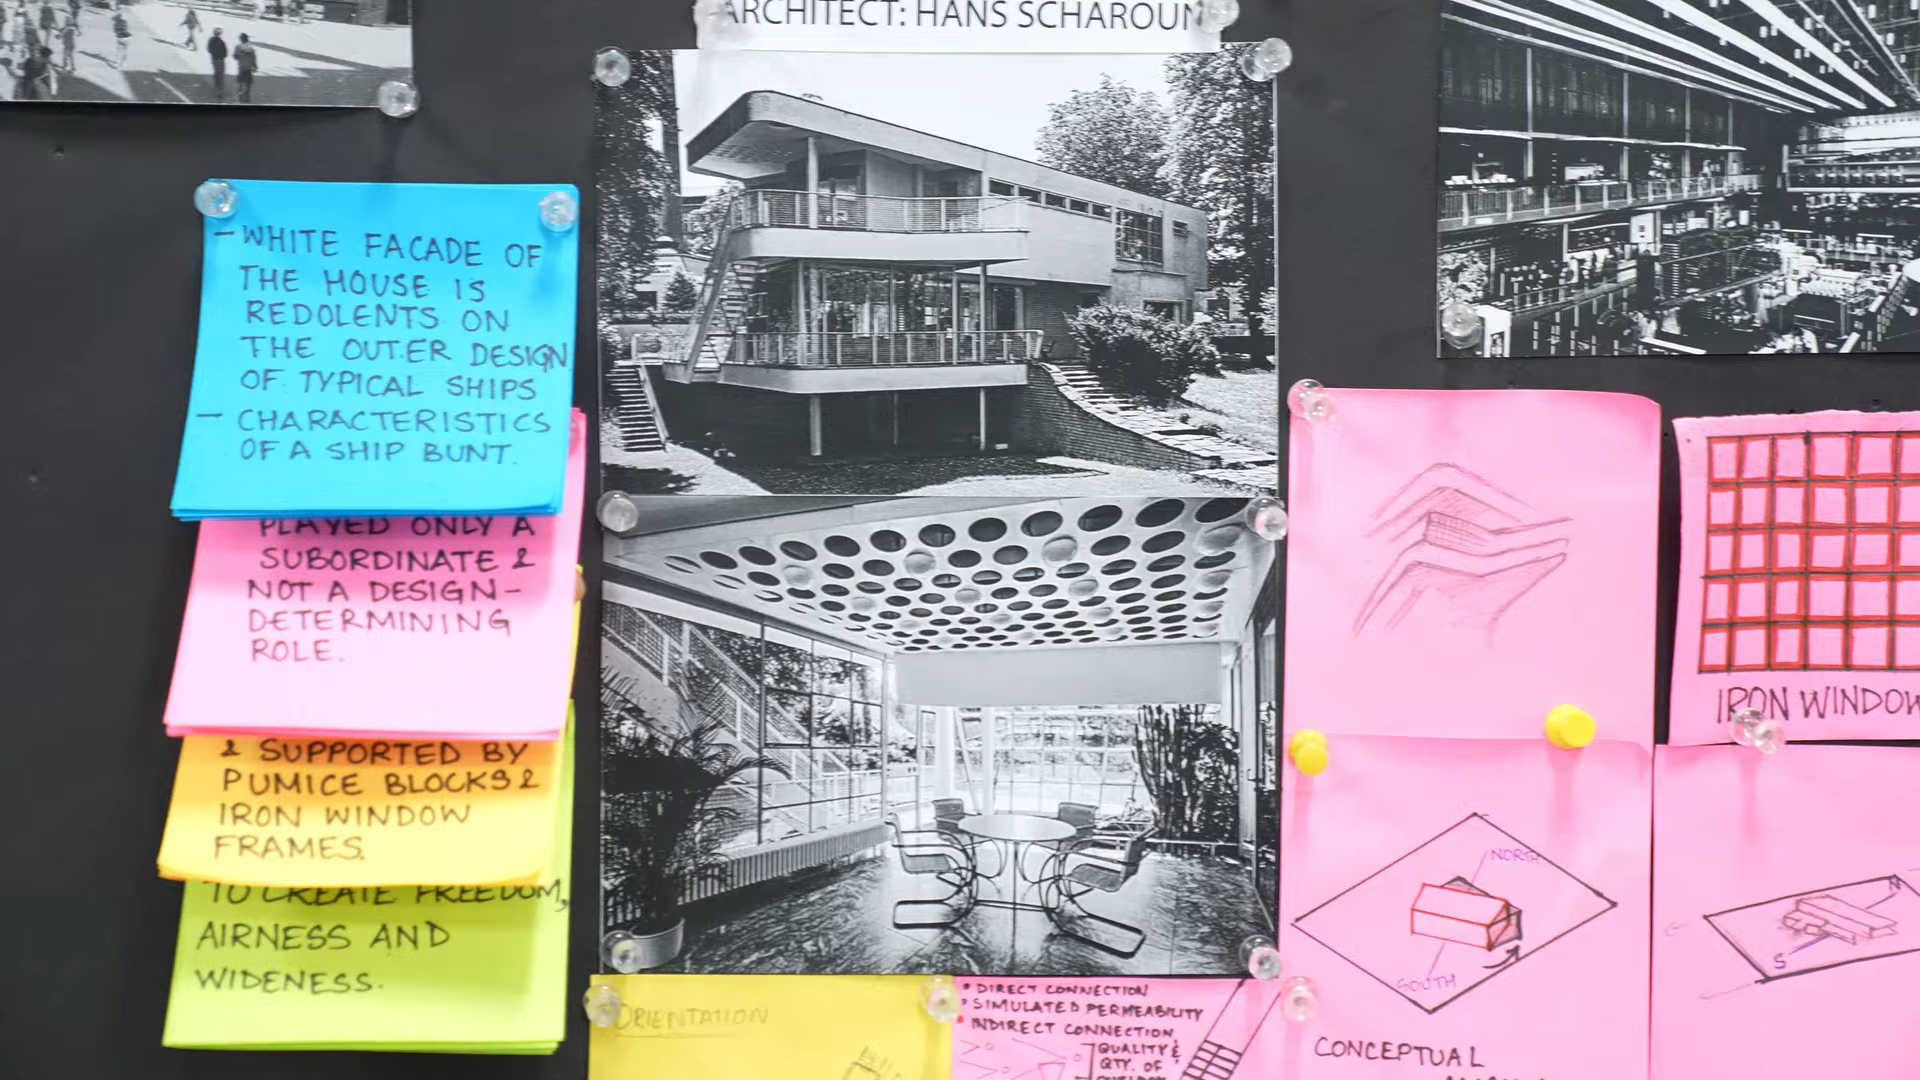 ARCHITECT: HANS SCHAROUN
- WHITE FACADE OF
THE HOUSE IS
REDOLENTS ON
THE OUTER DESIGN
OF TYPICAL SHIPS
- CHARACTERISTICS
OF A SHIP BUNT.
PLAYED ONLY A
SUBORDINATE &
NOT A DESIGN-
DETERMINING
ROLE.
& SUPPORTED BY
PUMICE BLOCKS &
IRON WINDOW
FRAMES.
TO CREATE FREEDOM,
AIRNESS AND
WIDENESS.
ORIENTATION
• DIRECT CONNECTION
• SIMULATED PERMEABILITY
• INDIRECT CONNECTION
QUALITY &
QTY. OF
IRON WINDOW
NORTH
SOUTH
CONCEPTUAL
N
S